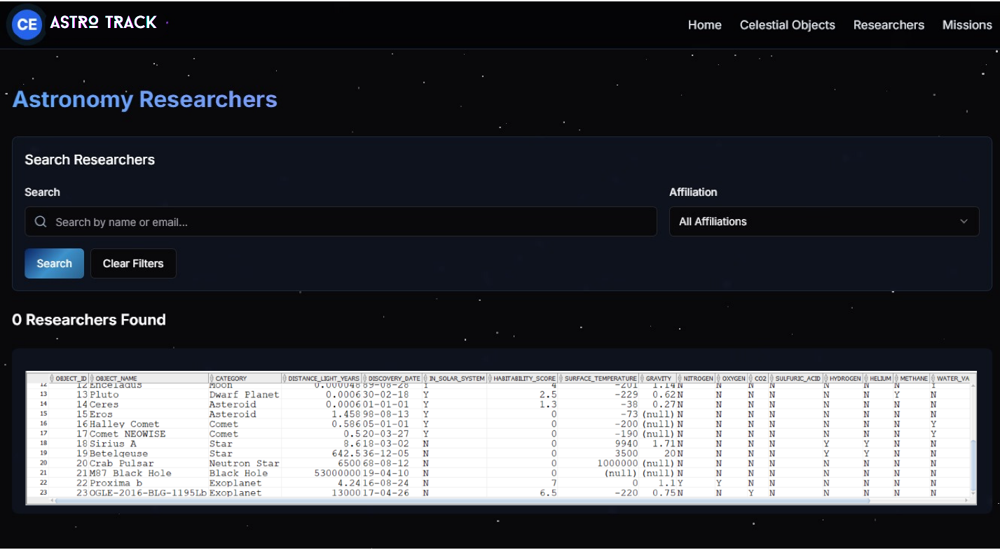 CE ASTRO TRACK
Home Celestial Objects Researchers Missions
Astronomy Researchers
Search Researchers
Search Affiliation
Search by name or email... All Affiliations
Search Clear Filters
0 Researchers Found
OBJECT_ID OBJECT_NAME CATEGORY DISTANCE_LIGHT_YEARS DISCOVERY_DATE IN_SOLAR_SYSTEM HABITABILITY_SCORE SURFACE_TEMPERATURE GRAVITY NITROGEN OXYGEN CO2 SULFURIC_ACID HYDROGEN HELIUM METHANE WATER_VA
12 12 Enceladus Moon 0.000048 89-08-28 Y 4 -201 1.14 N N N N N N N Y
13 13 Pluto Dwarf Planet 0.0006 30-02-18 Y 2.5 -229 0.62 N N N N N N Y N
14 14 Ceres Asteroid 0.0006 01-01-01 Y 1.3 -38 0.27 N N N N N N N N
15 15 Eros Asteroid 1.458 98-08-13 Y 0 -73 (null) N N N N N N N N
16 16 Halley Comet Comet 0.586 05-01-01 Y 0 -200 (null) N N N N N N N Y
17 17 Comet NEOWISE Comet 0.5 20-03-27 Y 0 -190 (null) N N N N N N N Y
18 18 Sirius A Star 8.6 18-03-02 N 0 9940 1.71 N N N N Y Y N N
19 19 Betelgeuse Star 642.5 36-12-05 N 0 3500 20 N N N N Y Y N N
20 20 Crab Pulsar Neutron Star 6500 68-08-12 N 0 1000000 (null) N N N N N N N N
21 21 M87 Black Hole Black Hole 53000000 19-04-10 N 0 (null) (null) N N N N N N N N
22 22 Proxima b Exoplanet 4.24 16-08-24 N 7 0 1.1 Y Y N N N N N N
23 23 OGLE-2016-BLG-1195Lb Exoplanet 13000 17-04-26 N 6.5 -220 0.75 N N Y N N N N N